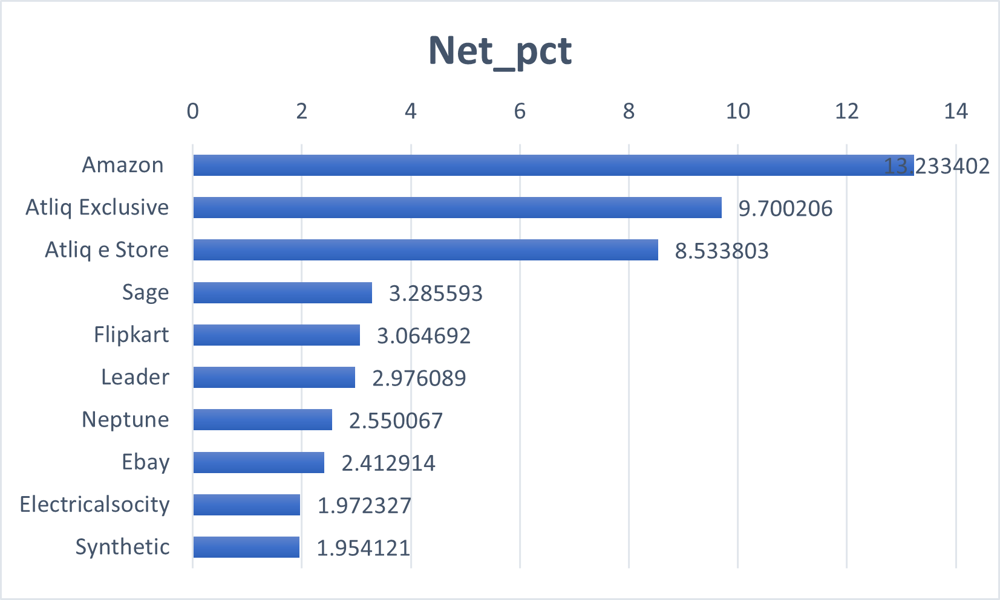 Net_pct
0 2 4 6 8 10 12 14
Amazon 13.233402
Atliq Exclusive 9.700206
Atliq e Store 8.533803
Sage 3.285593
Flipkart 3.064692
Leader 2.976089
Neptune 2.550067
Ebay 2.412914
Electricalsocity 1.972327
Synthetic 1.954121